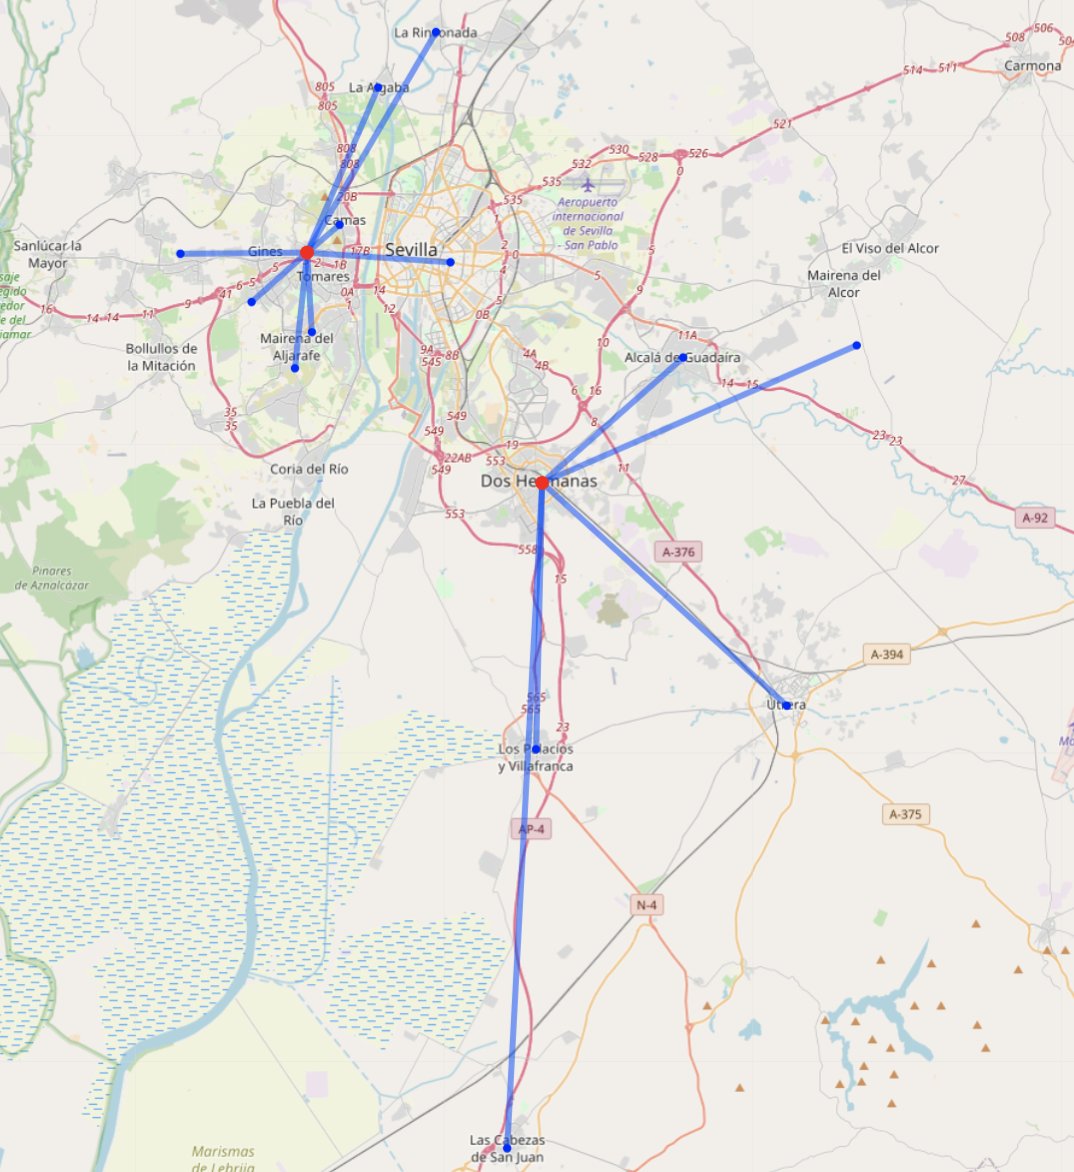 La Rinconada
506
508
Carmona
514
511
La Algaba
805
805
521
808
808
530
532
528
526
0
535
Aeropuerto
internacional
de Sevilla
- San Pablo
535
20B
1
Camas
Sanlúcar la
Mayor
Gines
17B
Sevilla
2
0
El Viso del Alcor
5
2
1B
4
5
Tomares
5
Mairena del
Alcor
6
5
41
0A
14
5
9
16
14
14
11
9
1
12
0B
11A
Bollullos de
la Mitación
Mairena del
Aljarafe
9A
8B
545
4A
4B
10
Alcalá de Guadaira
14
15
6
16
35
35
549
549
8
19
23
23
22AB
549
553
11
27
Coria del Río
Dos Hermanas
La Puebla del
Río
553
A-92
558
A-376
15
Pinares
de Aznalcázar
A-394
565
565
Utrera
23
Los Palacios
y Villafranca
AP-4
A-375
N-4
Las Cabezas
de San Juan
Marismas
de Lebrija